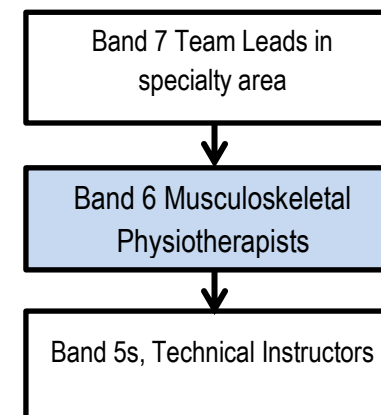 Band 7 Team Leads in
specialty area
Band 6 Musculoskeletal
Physiotherapists
Band 5s, Technical Instructors